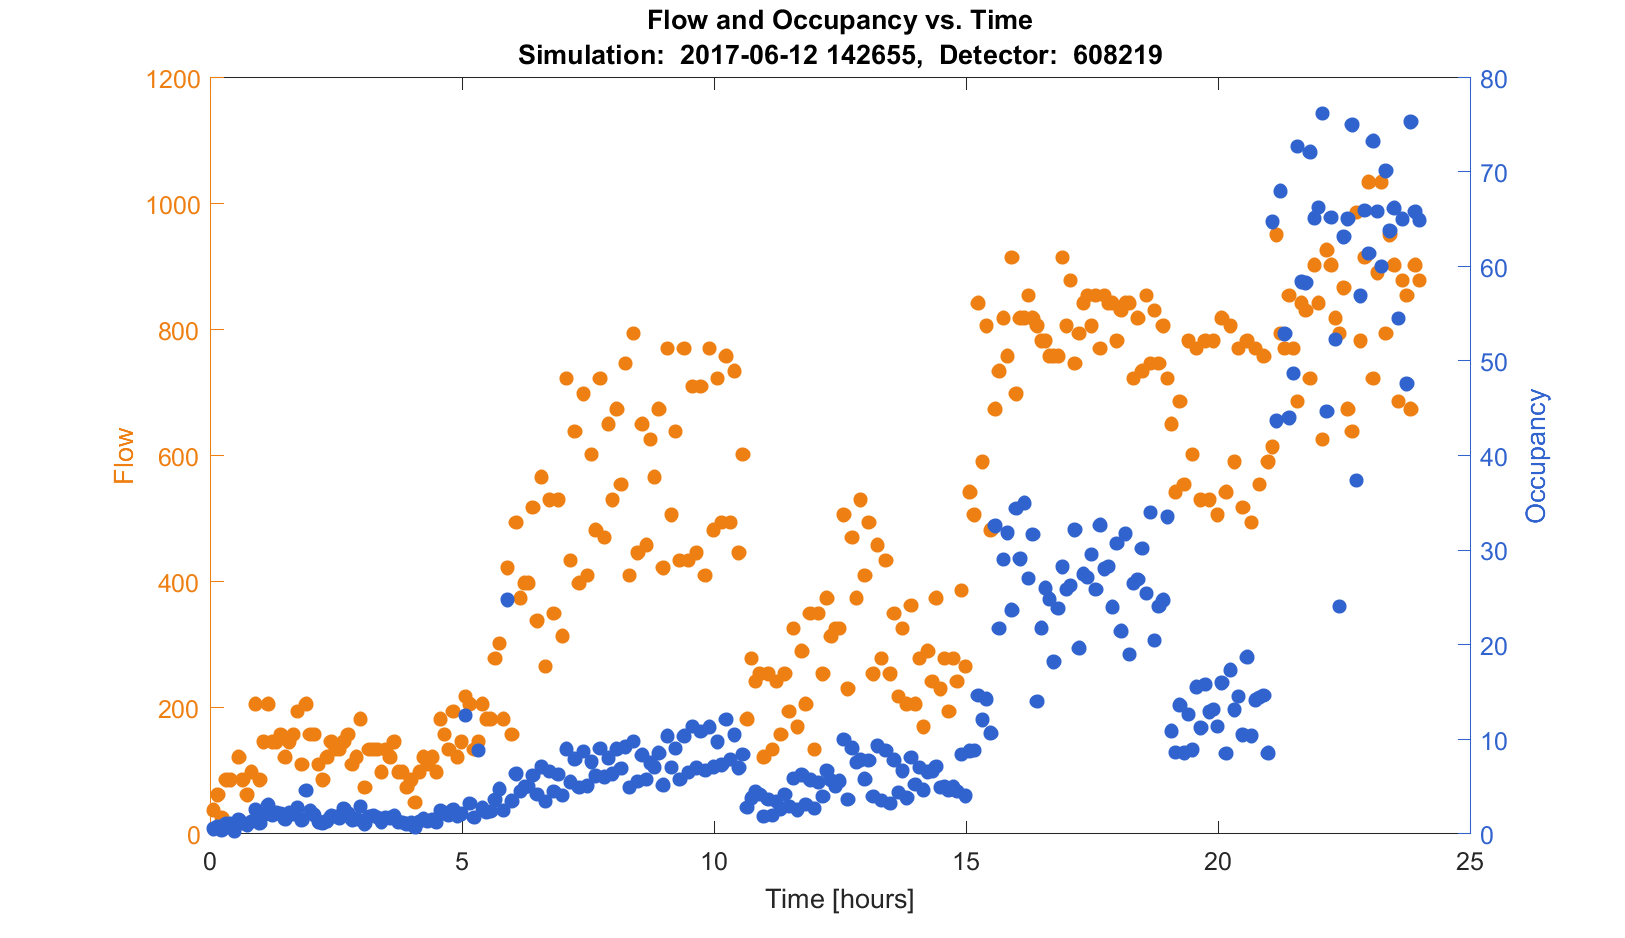 Flow and Occupancy vs. Time
Simulation:  2017-06-12 142655,  Detector:  608219
1200
1000
800
600
400
200
0
Flow
80
70
60
50
40
30
20
10
0
Occupancy
0 5 10 15 20 25
Time [hours]